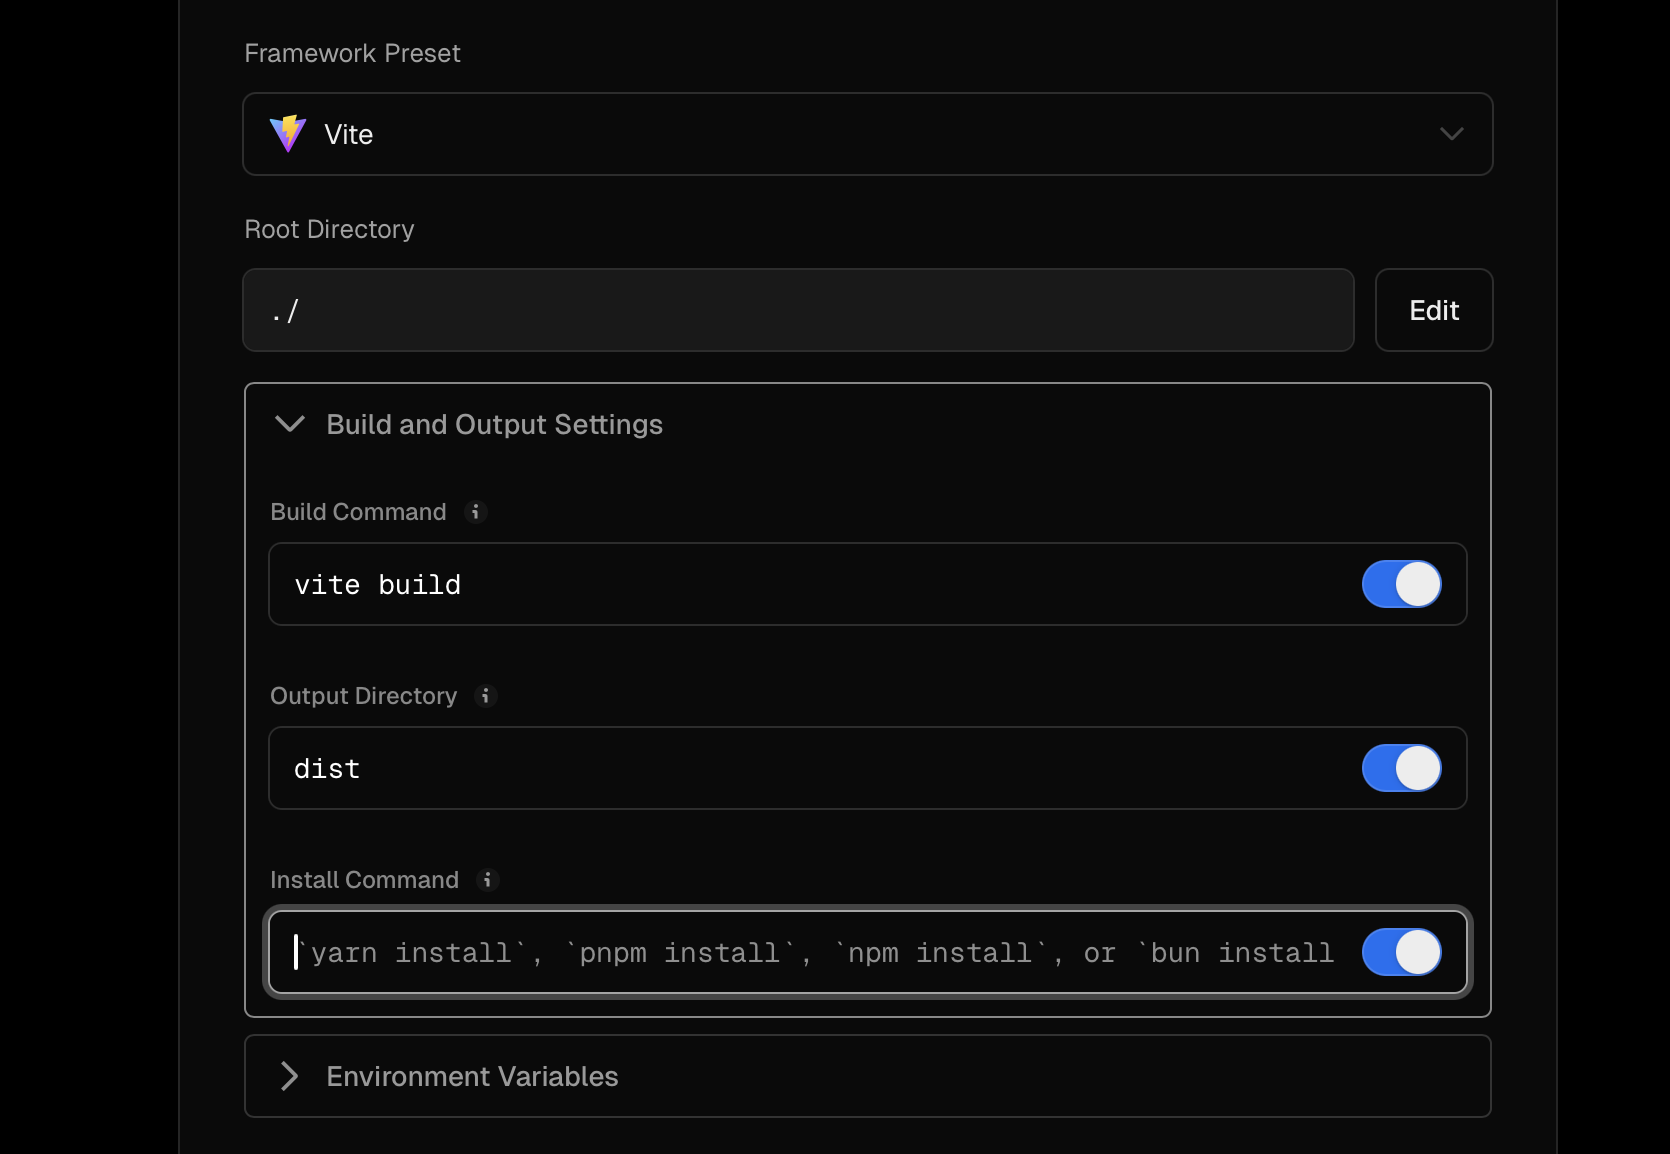 Framework Preset
Vite
Root Directory
./
Edit
Build and Output Settings
Build Command
vite build
Output Directory
dist
Install Command
`yarn install`, `pnpm install`, `npm install`, or `bun install
Environment Variables